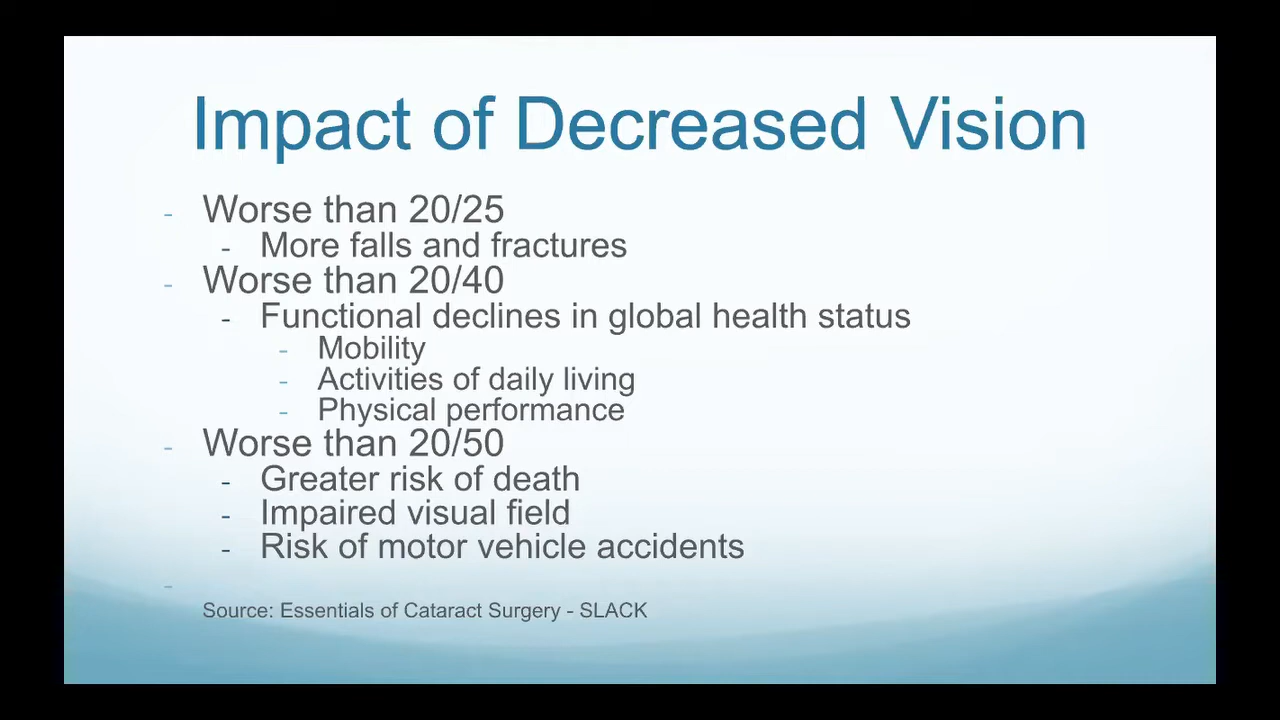 Impact of Decreased Vision
- Worse than 20/25
- More falls and fractures
- Worse than 20/40
- Functional declines in global health status
- Mobility
- Activities of daily living
- Physical performance
- Worse than 20/50
- Greater risk of death
- Impaired visual field
- Risk of motor vehicle accidents
-
Source: Essentials of Cataract Surgery - SLACK